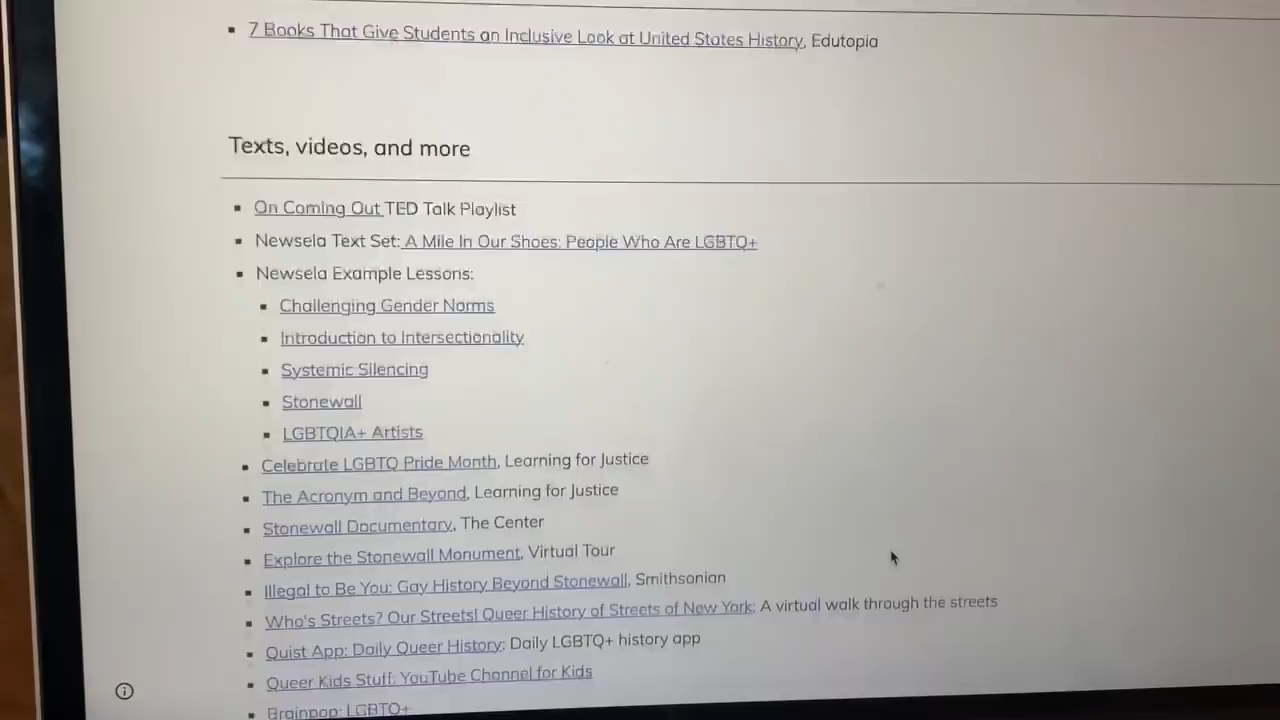 7 Books That Give Students an Inclusive Look at United States History, Edutopia
Texts, videos, and more
On Coming Out TED Talk Playlist
Newsela Text Set: A Mile In Our Shoes: People Who Are LGBTQ+
Newsela Example Lessons:
Challenging Gender Norms
Introduction to Intersectionality
Systemic Silencing
Stonewall
LGBTQIA+ Artists
Celebrate LGBTQ Pride Month, Learning for Justice
The Acronym and Beyond, Learning for Justice
Stonewall Documentary, The Center
Explore the Stonewall Monument, Virtual Tour
Illegal to Be You: Gay History Beyond Stonewall, Smithsonian
Who's Streets? Our Streets! Queer History of Streets of New York: A virtual walk through the streets
Quist App: Daily Queer History: Daily LGBTQ+ history app
Queer Kids Stuff: YouTube Channel for Kids
Brainpop: LGBTQ+